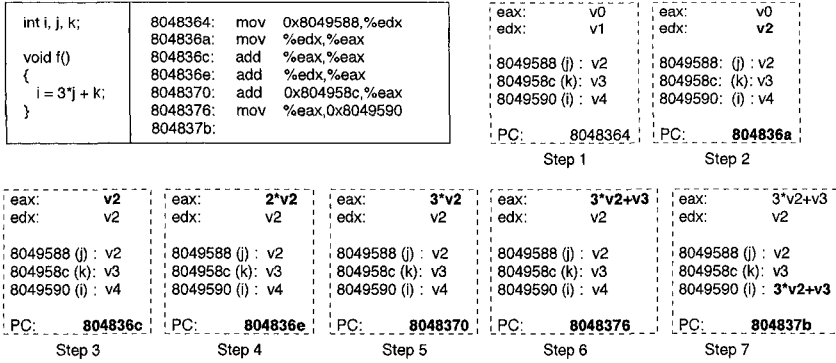 int i, j, k;
void f()
{
i = 3*j + k;
}
8048364: mov 0x8049588,%edx
804836a: mov %edx,%eax
804836c: add %eax,%eax
804836e: add %edx,%eax
8048370: add 0x804958c,%eax
8048376: mov %eax,0x8049590
804837b:
eax: v0
edx: v1
8049588 (j) : v2
804958c (k) : v3
8049590 (i) : v4
PC: 8048364
Step 1
eax: v0
edx: v2
8049588: (j) : v2
804958c: (k): v3
8049590: (i) : v4
PC: 804836a
Step 2
eax: v2
edx: v2
8049588 (j) : v2
804958c (k): v3
8049590 (i) : v4
PC: 804836c
Step 3
eax: 2*v2
edx: v2
8049588 (j) : v2
804958c (k): v3
8049590 (i) : v4
PC: 804836e
Step 4
eax: 3*v2
edx: v2
8049588 (j) : v2
804958c (k): v3
8049590 (i) : v4
PC: 8048370
Step 5
eax: 3*v2+v3
edx: v2
8049588 (j) : v2
804958c (k): v3
8049590 (i) : v4
PC: 8048376
Step 6
eax: 3*v2+v3
edx: v2
8049588 (j) : v2
804958c (k): v3
8049590 (i) : 3*v2+v3
PC: 804837b
Step 7